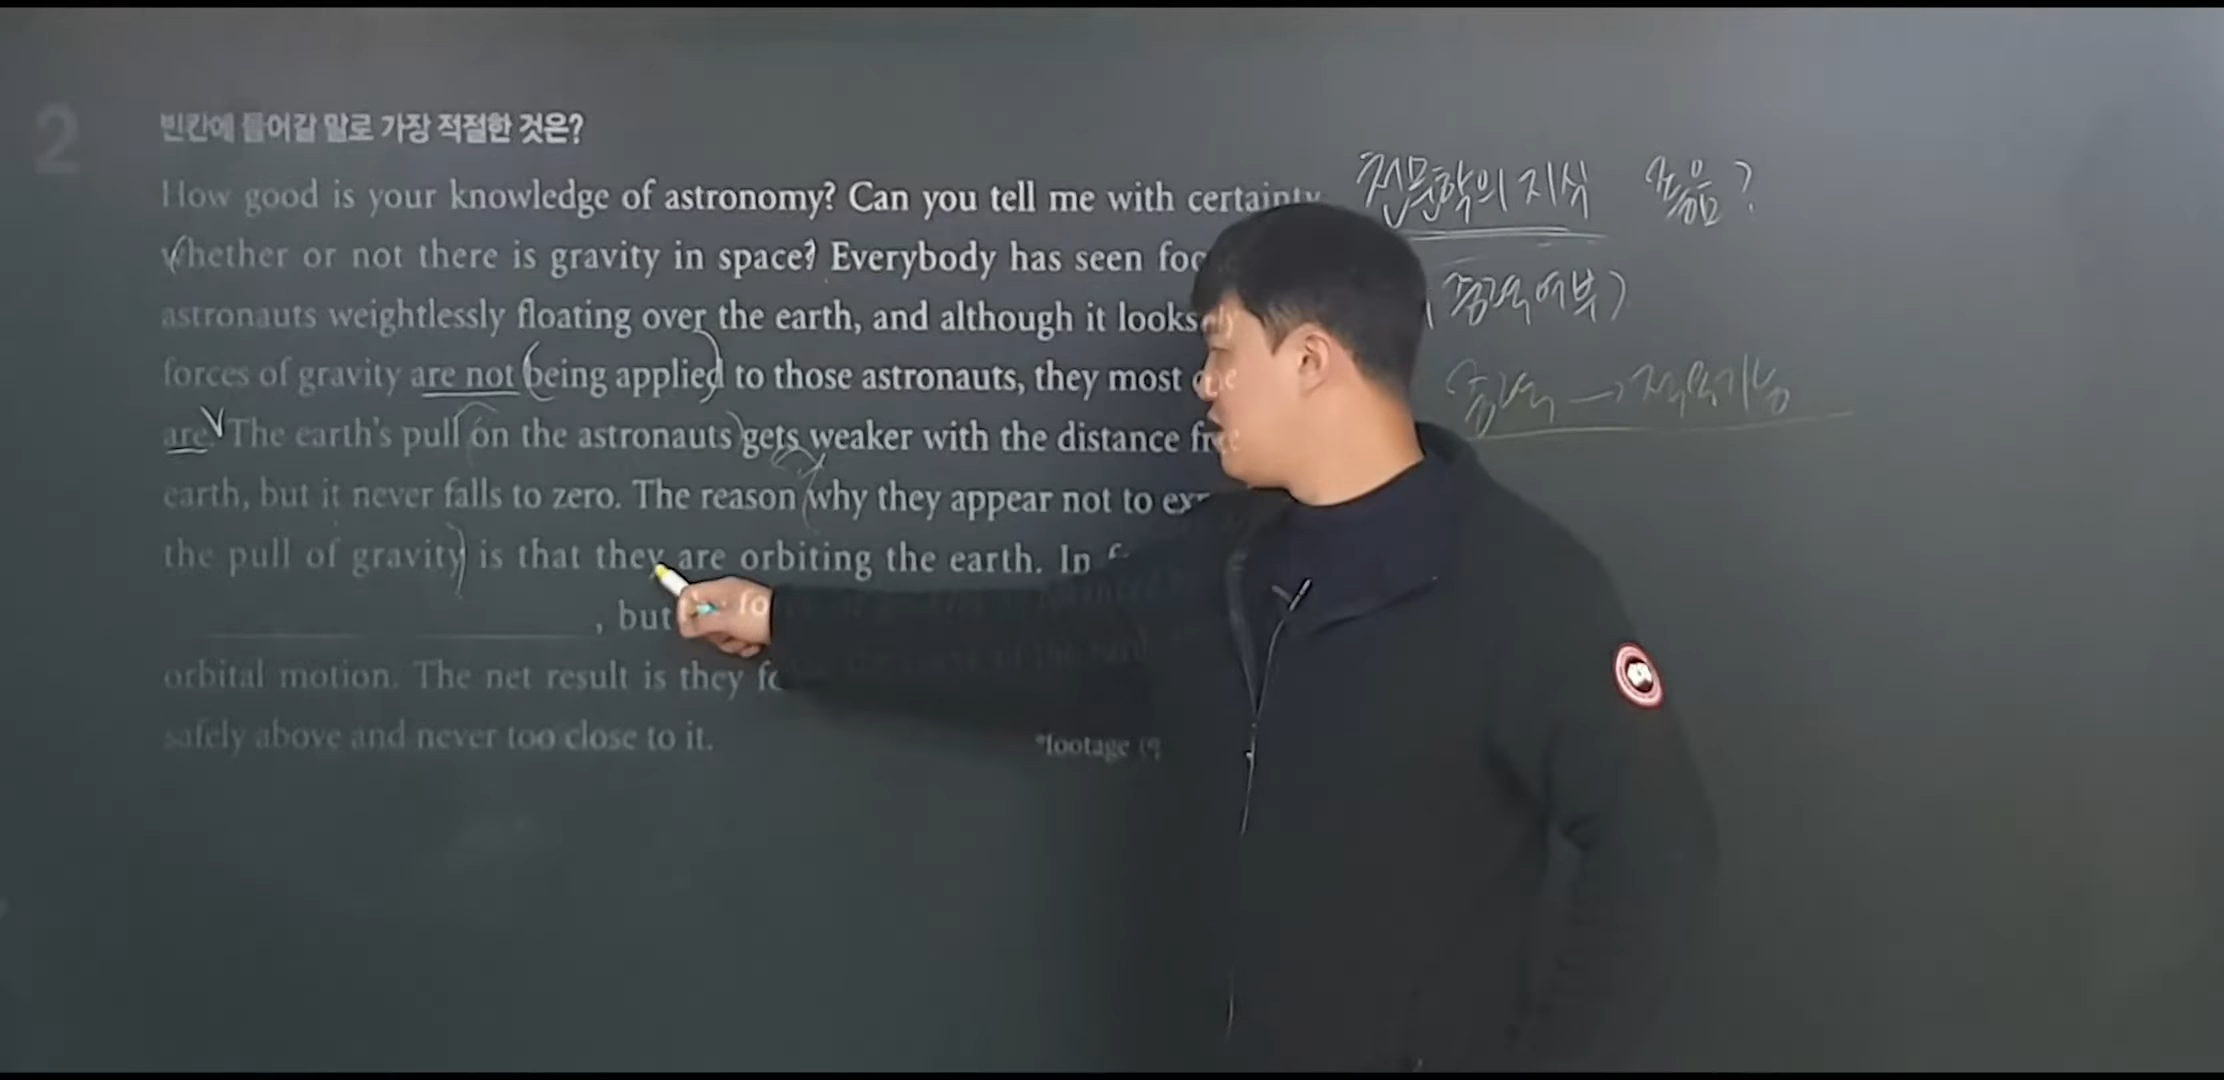 2
빈칸에 들어갈 말로 가장 적절한 것은?
How good is your knowledge of astronomy? Can you tell me with certainty
whether or not there is gravity in space? Everybody has seen
astronauts weightlessly floating over the earth, and although it looks
forces of gravity are not being applied to those astronauts, they most
are. The earth's pull on the astronauts gets weaker with the distance
earth, but it never falls to zero. The reason why they appear not to
the pull of gravity is that they are orbiting the earth. In
, but
orbital motion. The net result is they
safely above and never too close to it.
*footage
천문학의 지식 높음?
(중력여부)
중력 → 적용가능